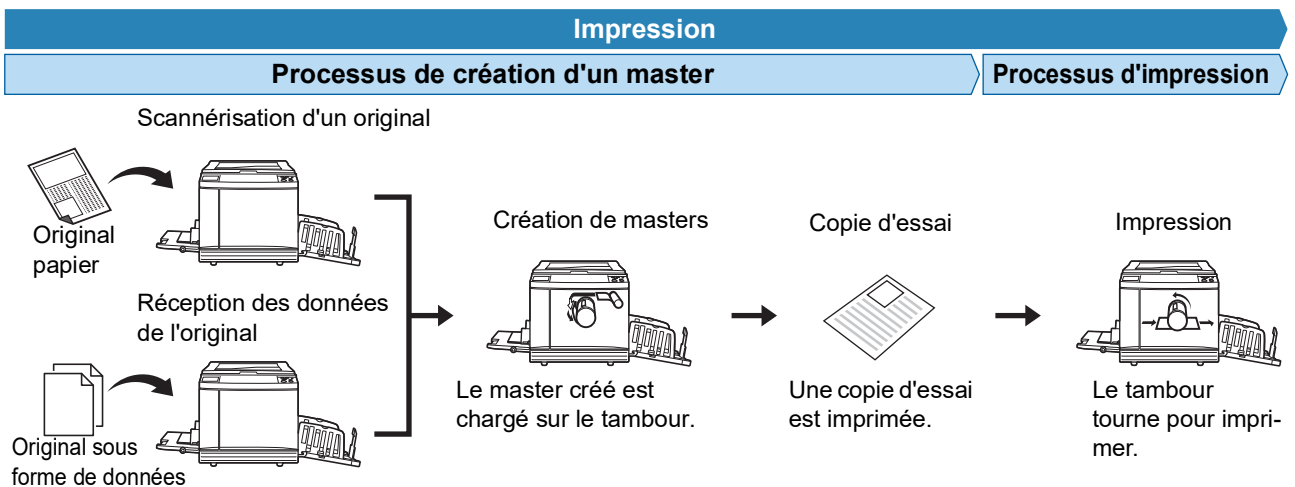 Impression
Processus de création d'un master
Processus d'impression
Scannérisation d'un original
Original
papier
Réception des données
de l'original
Original sous
forme de données
Création de masters
Le master créé est
chargé sur le tambour.
Copie d'essai
Une copie d'essai
est imprimée.
Impression
Le tambour
tourne pour impri-
mer.